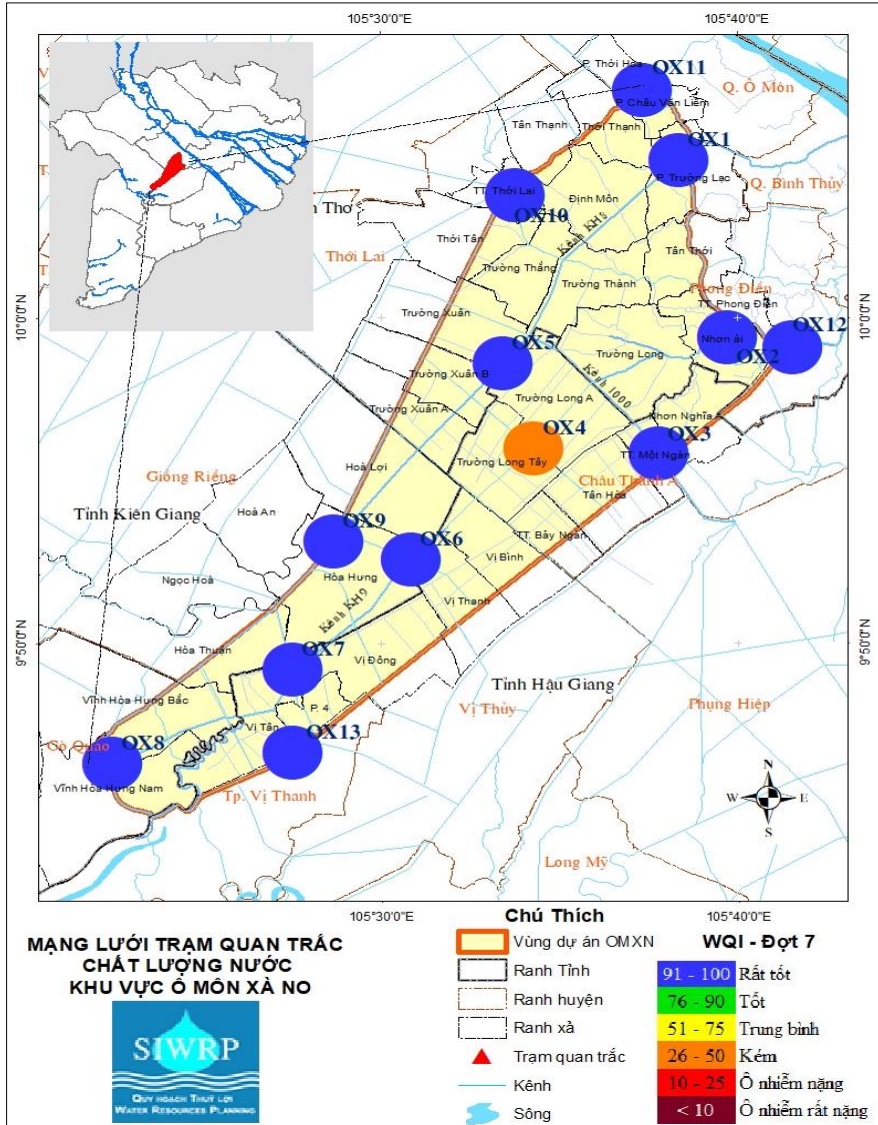 105°30'0"E
105°40'0"E
P. Thới Hòa
OX11
P. Châu Văn Liêm
Q. Ô Môn
Tân Thạnh
Thới Thạnh
OX1
P. Trường Lạc
Q. Bình Thủy
TT. Thới Lai
OX10
Định Môn
Thới Tân
Kênh KH8
Thới Lai
Tân Thới
Trường Thắng
Trường Thành
Phong Điền
TT. Phong Điền
10°0'0"N
10°0'0"N
Trường Xuân
OX5
OX12
Nhơn ái
OX2
Trường Long
Trường Xuân B
Kênh 1000
Trường Long A
Trường Xuân A
Nhơn Nghĩa A
OX4
OX3
Hoà Lợi
Trường Long Tây
TT. Một Ngàn
Giồng Riềng
Châu Thành A
Tân Hòa
Tỉnh Kiên Giang
Hoà An
OX9
TT. Bảy Ngàn
OX6
Vị Bình
Ngọc Hoà
Hòa Hưng
Kênh KH9
Vị Thanh
9°50'0"N
9°50'0"N
Hòa Thuận
OX7
Vị Đông
Tỉnh Hậu Giang
Vĩnh Hòa Hưng Bắc
P. 4
Vị Thủy
Phụng Hiệp
Vị Tân
OX13
Gò Quao
OX8
Vĩnh Hòa Hưng Nam
Tp. Vị Thanh
N
W
E
S
Long Mỹ
105°30'0"E
105°40'0"E
MẠNG LƯỚI TRẠM QUAN TRẮC
CHẤT LƯỢNG NƯỚC
KHU VỰC Ô MÔN XÀ NO
SIWRP
QUY HOẠCH THUỶ LỢI
WATER RESOURCES PLANNING
Chú Thích
Vùng dự án OMXN
Ranh Tỉnh
Ranh huyện
Ranh xả
Trạm quan trắc
Kênh
Sông
WQI - Đợt 7
91 - 100 Rất tốt
76 - 90 Tốt
51 - 75 Trung bình
26 - 50 Kém
10 - 25 Ô nhiễm nặng
< 10 Ô nhiễm rất nặng